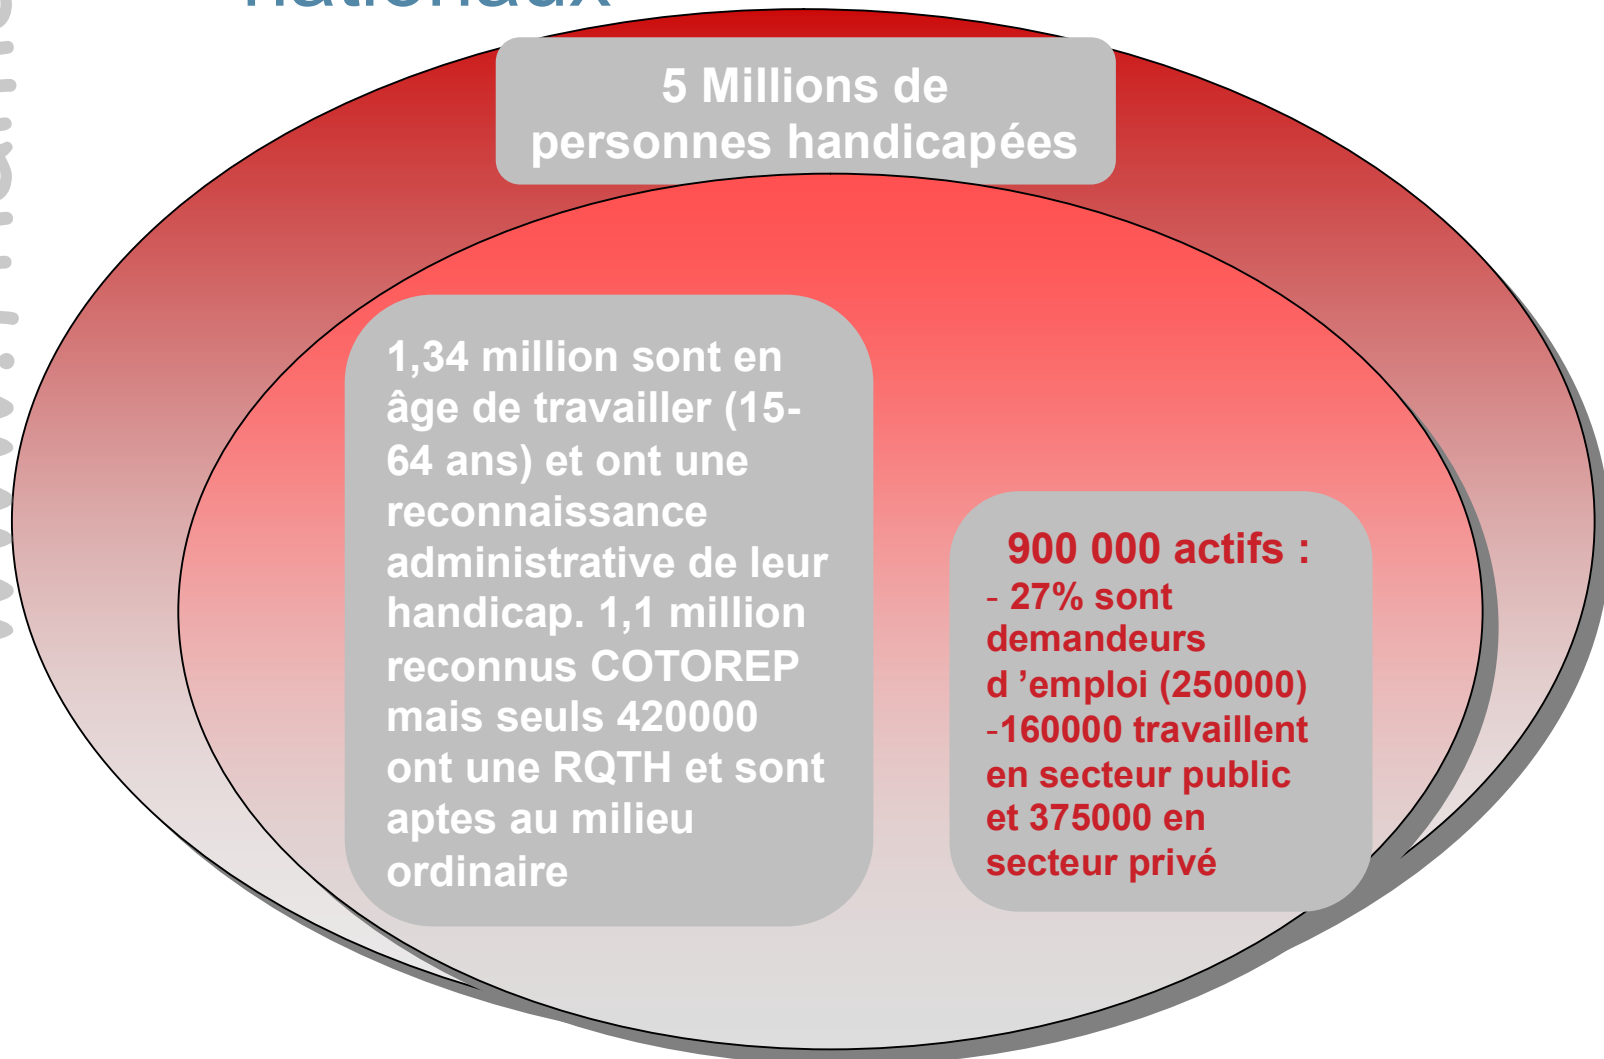 nationaux
5 Millions de
personnes handicapées
1,34 million sont en
âge de travailler (15-
64 ans) et ont une
reconnaissance
administrative de leur
handicap. 1,1 million
reconnus COTOREP
mais seuls 420000
ont une RQTH et sont
aptes au milieu
ordinaire
900 000 actifs :
- 27% sont
demandeurs
d ’emploi (250000)
-160000 travaillent
en secteur public
et 375000 en
secteur privé